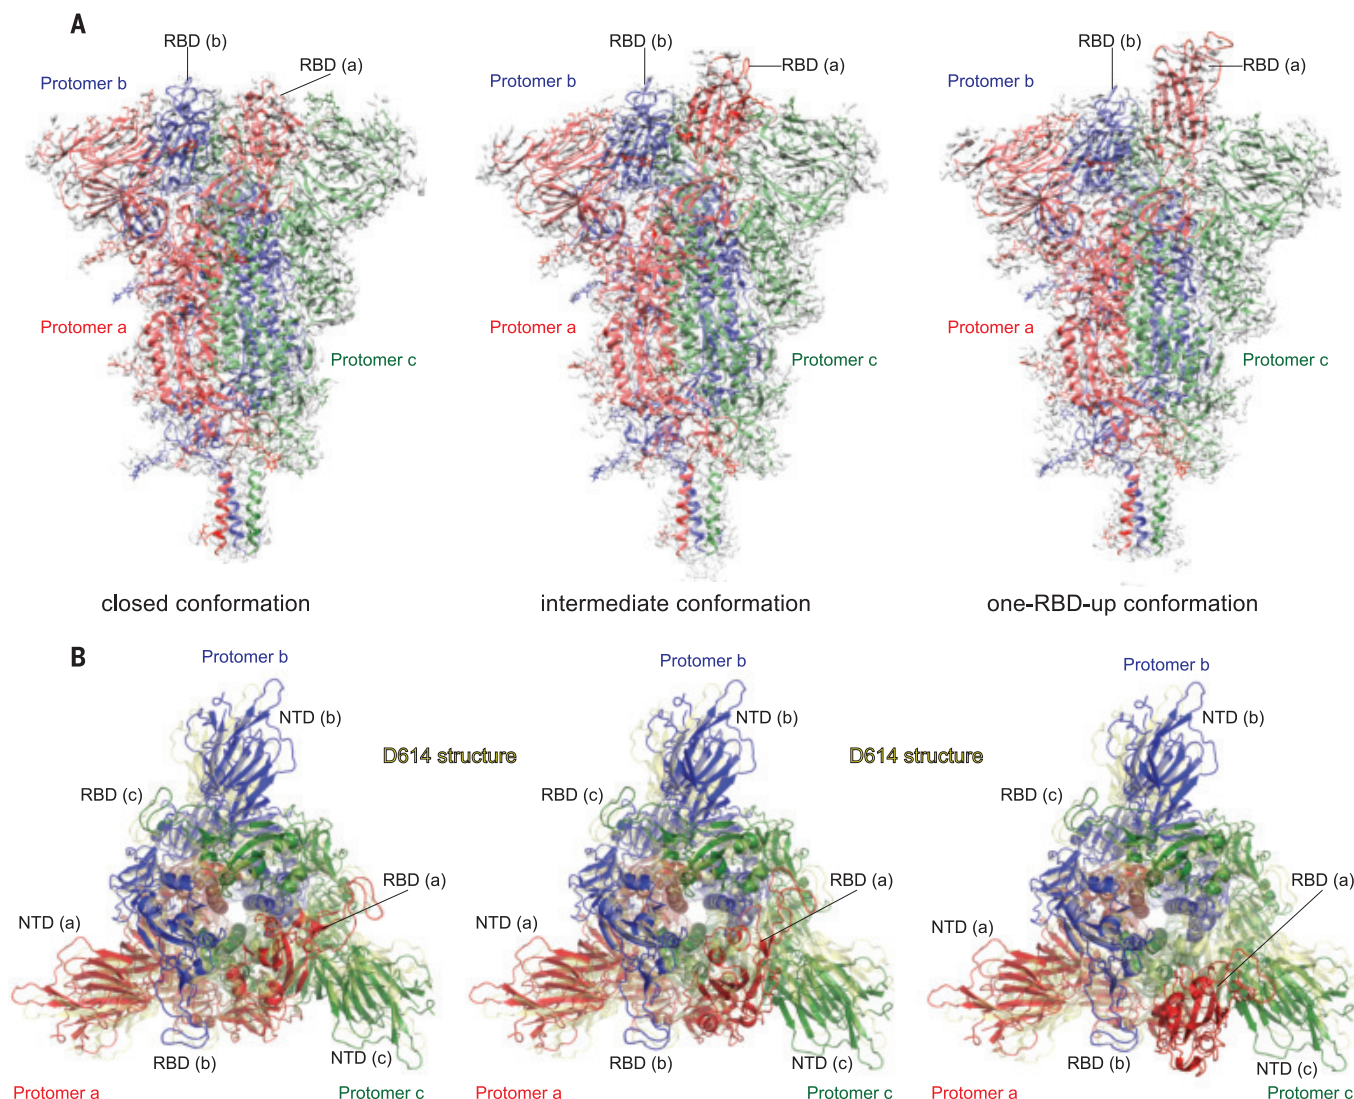 A
RBD (b)
RBD (a)
Protomer b
Protomer a
Protomer c
closed conformation
RBD (b)
RBD (a)
Protomer b
Protomer a
Protomer c
intermediate conformation
RBD (b)
RBD (a)
Protomer b
Protomer a
Protomer c
one-RBD-up conformation
B
Protomer b
NTD (b)
D614 structure
RBD (c)
RBD (a)
NTD (a)
RBD (b)
NTD (c)
Protomer a
Protomer c
Protomer b
NTD (b)
D614 structure
RBD (c)
RBD (a)
NTD (a)
RBD (b)
NTD (c)
Protomer a
Protomer c
Protomer b
NTD (b)
RBD (c)
RBD (a)
NTD (a)
RBD (b)
NTD (c)
Protomer a
Protomer c